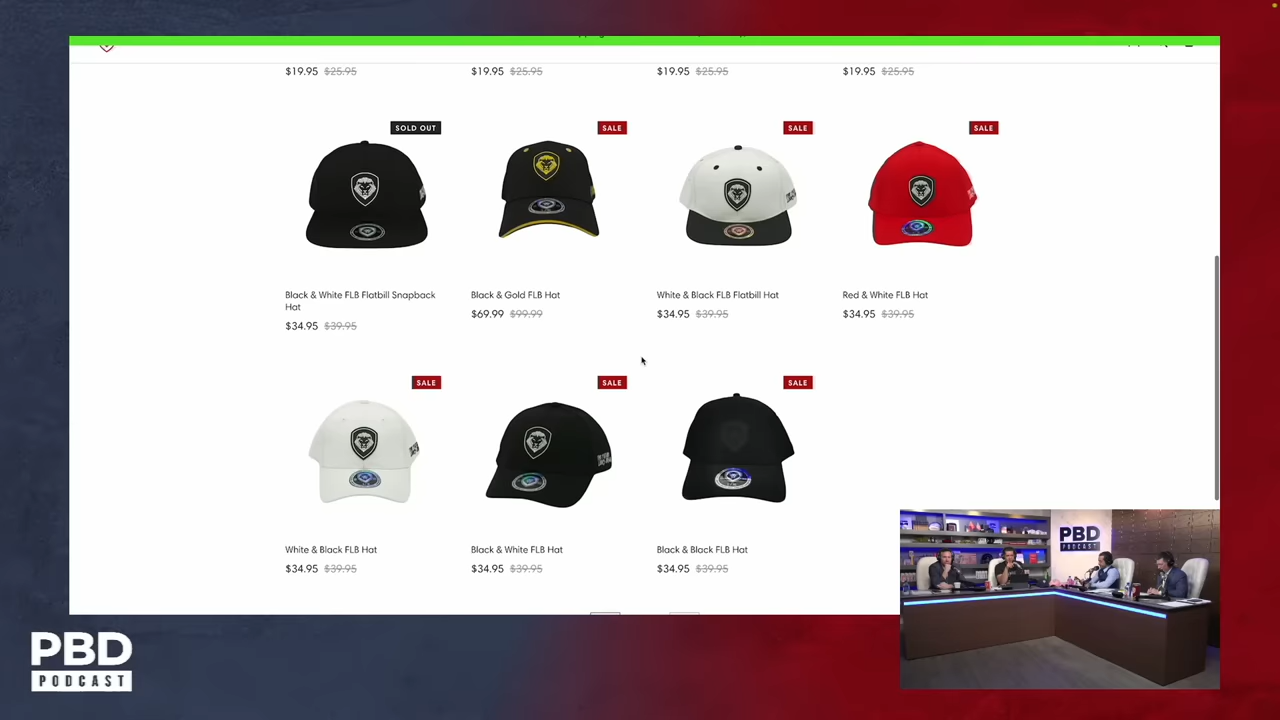 $19.95 $25.95
$19.95 $25.95
$19.95 $25.95
$19.95 $25.95
SOLD OUT
SALE
SALE
SALE
Black & White FLB Flatbill Snapback
Hat
$34.95 $39.95
Black & Gold FLB Hat
$69.99 $99.99
White & Black FLB Flatbill Hat
$34.95 $39.95
Red & White FLB Hat
$34.95 $39.95
SALE
SALE
SALE
White & Black FLB Hat
$34.95 $39.95
Black & White FLB Hat
$34.95 $39.95
Black & Black FLB Hat
$34.95 $39.95
PBD
PODCAST
PBD
PODCAST